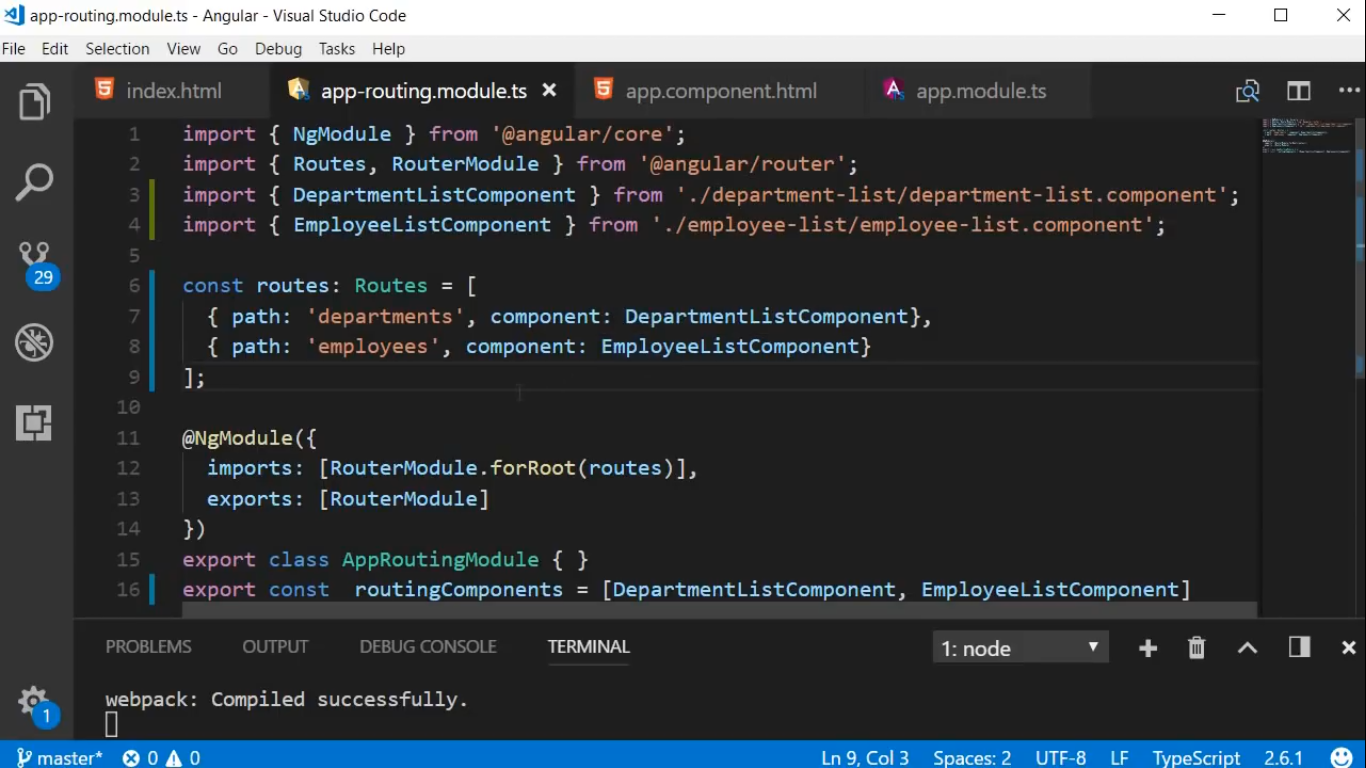 app-routing.module.ts - Angular - Visual Studio Code
File Edit Selection View Go Debug Tasks Help
index.html app-routing.module.ts app.component.html app.module.ts
1 import { NgModule } from '@angular/core';
2 import { Routes, RouterModule } from '@angular/router';
3 import { DepartmentListComponent } from './department-list/department-list.component';
4 import { EmployeeListComponent } from './employee-list/employee-list.component';
5
6 const routes: Routes = [
7   { path: 'departments', component: DepartmentListComponent},
8   { path: 'employees', component: EmployeeListComponent}
9 ];
10
11 @NgModule({
12   imports: [RouterModule.forRoot(routes)],
13   exports: [RouterModule]
14 })
15 export class AppRoutingModule { }
16 export const  routingComponents = [DepartmentListComponent, EmployeeListComponent]
29
1
PROBLEMS OUTPUT DEBUG CONSOLE TERMINAL 1: node
webpack: Compiled successfully.
master* 0 0 Ln 9, Col 3 Spaces: 2 UTF-8 LF TypeScript 2.6.1